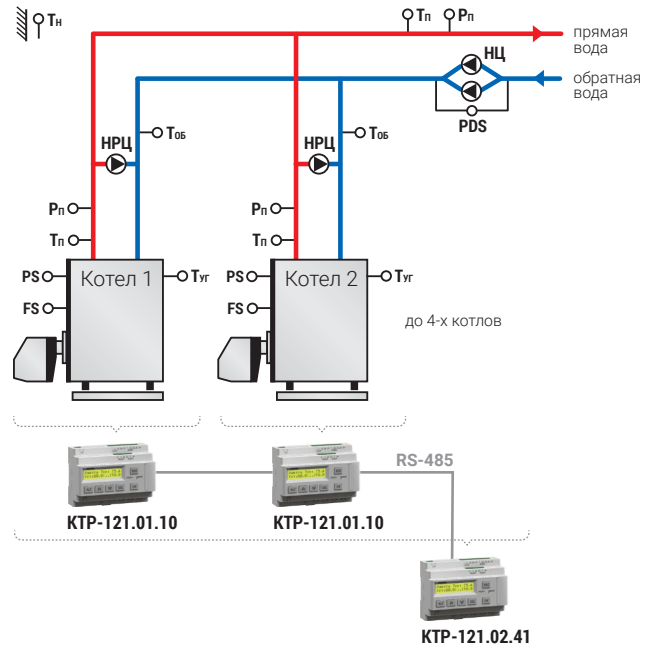 Tн
Tп Pп
прямая
вода
НЦ
обратная
вода
PDS
НРЦ Tоб НРЦ Tоб
Pп Pп
Tп Tп
PS Котел 1 Tуг PS Котел 2 Tуг
FS FS
до 4-х котлов
RS-485
КТР-121.01.10 КТР-121.01.10
КТР-121.02.41